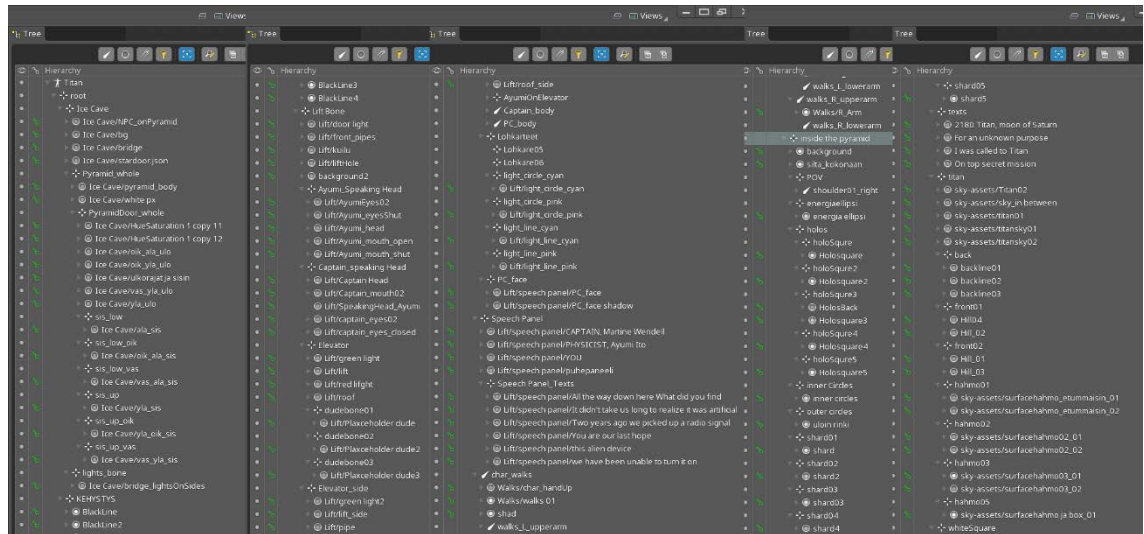 Views
Views
Views
Tree
Hierarchy
Titan
root
Ice Cave
Ice Cave/NPC_onPyramid
Ice Cave/bg
Ice Cave/bridge
Ice Cave/stardoorjson
Pyramid_whole
Ice Cave/pyramid_body
Ice Cave/white px
PyramidDoor_whole
Ice Cave/HueSaturation 1 copy 11
Ice Cave/HueSaturation 1 copy 12
Ice Cave/oik_ala_ulo
Ice Cave/oik_yla_ulo
Ice Cave/ulkorajat ja sisin
Ice Cave/vas_ala_ulo
Ice Cave/vas_yla_ulo
Ice Cave/yla_ulo
sis_low
Ice Cave/ala_sis
sis_low_oik
Ice Cave/oik_ala_sis
sis_low_vas
Ice Cave/vas_ala_sis
sis_up
Ice Cave/yla_sis
sis_up_oik
Ice Cave/yla_oik_sis
sis_up_vas
Ice Cave/vas_yla_sis
lights_bone
Ice Cave/bridge_lightsOnSides
KEHYSTYS
BlackLine
BlackLine2
Tree
Hierarchy
BlackLine3
BlackLine4
Lift Bone
Lift/door light
Lift/front_pipes
Lift/kuilu
Lift/liftHole
background2
Ayumi_Speaking Head
Lift/AyumiEyes02
Lift/Ayumi_eyesShut
Lift/Ayumi_head
Lift/Ayumi_mouth_open
Lift/Ayumi_mouth_shut
Captain_speaking Head
Lift/Captain Head
Lift/Captain_mouth02
Lift/SpeakingHead_Ayumi
Lift/captain_eyes02
Lift/captain_eyes_closed
Elevator
Lift/green light
Lift/lift
Lift/red lifght
Lift/roof
dudebone01
Lift/Plaxceholder dude
dudebone02
Lift/Plaxceholder dude2
dudebone03
Lift/Plaxceholder dude3
Elevator_side
Lift/green light2
Lift/lift_side
Lift/pipe
Tree
Hierarchy
Lift/roof_side
AyumiOnElevator
Captain_body
PC_body
Lohkareet
Lohkare05
Lohkare06
light_circle_cyan
Lift/light_circle_cyan
light_circle_pink
Lift/light_circle_pink
light_line_cyan
Lift/light_line_cyan
light_line_pink
Lift/light_line_pink
PC_face
Lift/speech panel/PC_face
Lift/speech panel/PC_face shadow
Speech Panel
Lift/speech panel/CAPTAIN, Martine Wendell
Lift/speech panel/PHYSICIST, Ayumi Ito
Lift/speech panel/YOU
Lift/speech panel/puhepaneeli
Speech Panel_Texts
Lift/speech panel/All the way down here What did you find
Lift/speech panel/It didn't take us long to realize it was artificial
Lift/speech panel/Two years ago we picked up a radio signal
Lift/speech panel/You are our last hope
Lift/speech panel/this alien device
Lift/speech panel/we have been unable to turn it on
char_walks
Walks/char_handUp
Walks/walks 01
shad
walks_L_upperarm
Tree
Hierarchy
walks_L_lowerarm
walks_R_upperarm
Walks/R_Arm
walks_R_lowerarm
inside the pyramid
background
silta_kokonaan
POV
shoulder01_right
energiaellipsi
energia ellipsi
holos
holoSqure
Holosquare
holoSqure2
Holosquare2
holoSqure3
HolosBack
Holosquare3
holoSqure4
Holosquare4
holoSqure5
Holosquare5
inner Circles
inner circles
outer circles
uloin rinki
shard01
shard
shard02
shard2
shard03
shard03
shard04
shard4
Tree
Hierarchy
shard05
shard5
texts
2180 Titan, moon of Saturn
For an unknown purpose
I was called to Titan
On top secret mission
titan
sky-assets/Titan02
sky-assets/sky_in between
sky-assets/titan01
sky-assets/titansky01
sky-assets/titansky02
back
backline01
backline02
backline03
front01
Hill04
Hill_02
front02
Hill_01
Hill_03
hahmo01
sky-assets/surfacehahmo_etummaisin_01
sky-assets/surfacehahmo_etummaisin_02
hahmo02
sky-assets/surfacehahmo02_01
sky-assets/surfacehahmo02_02
hahmo03
sky-assets/surfacehahmo03_01
sky-assets/surfacehahmo03_02
hahmo05
sky-assets/surfacehahmo ja box_01
whiteSquare